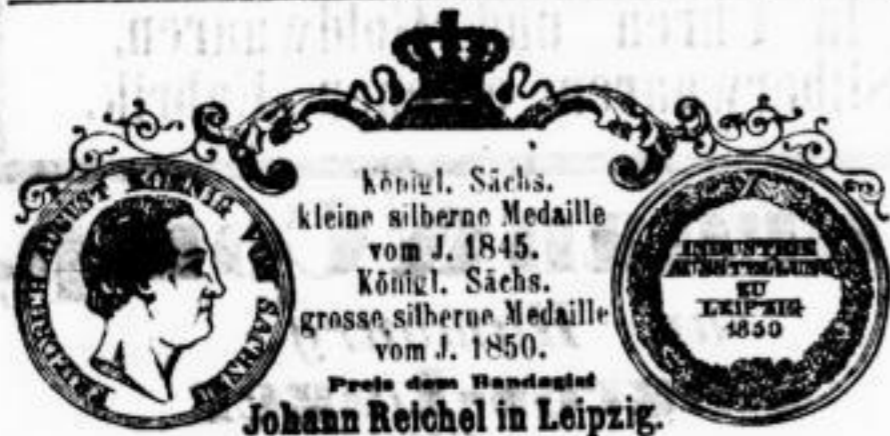 FRIEDRICH AUGUST KOENIG VON SACHSEN
Königl. Sächs.
kleine silberne Medaille
vom J. 1845.
Königl. Sächs.
grosse silberne Medaille
vom J. 1850.
Preis dem Bandagist
Johann Reichel in Leipzig.
INDUSTRIE
AUSSTELLUNG
ZU
LEIPZIG
1850